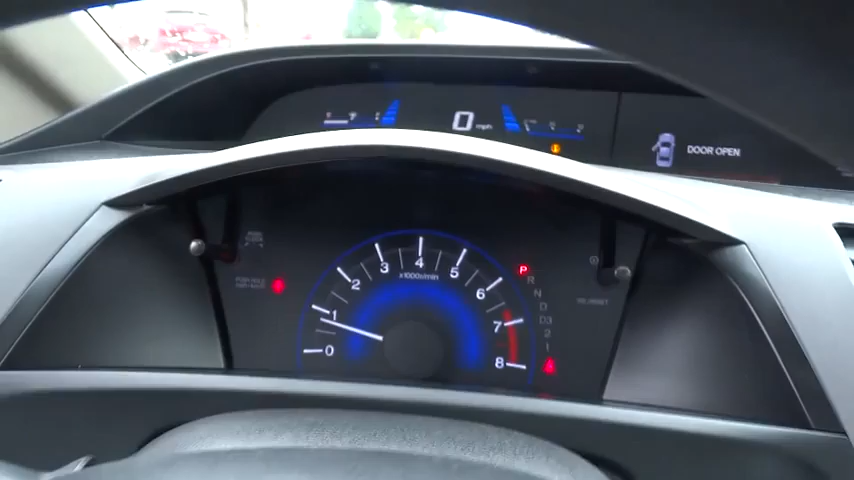 0 mph
DOOR OPEN
0 1 2 3 4 5 6 7 8
x1000r/min
P
R
N
D
D3
2
1